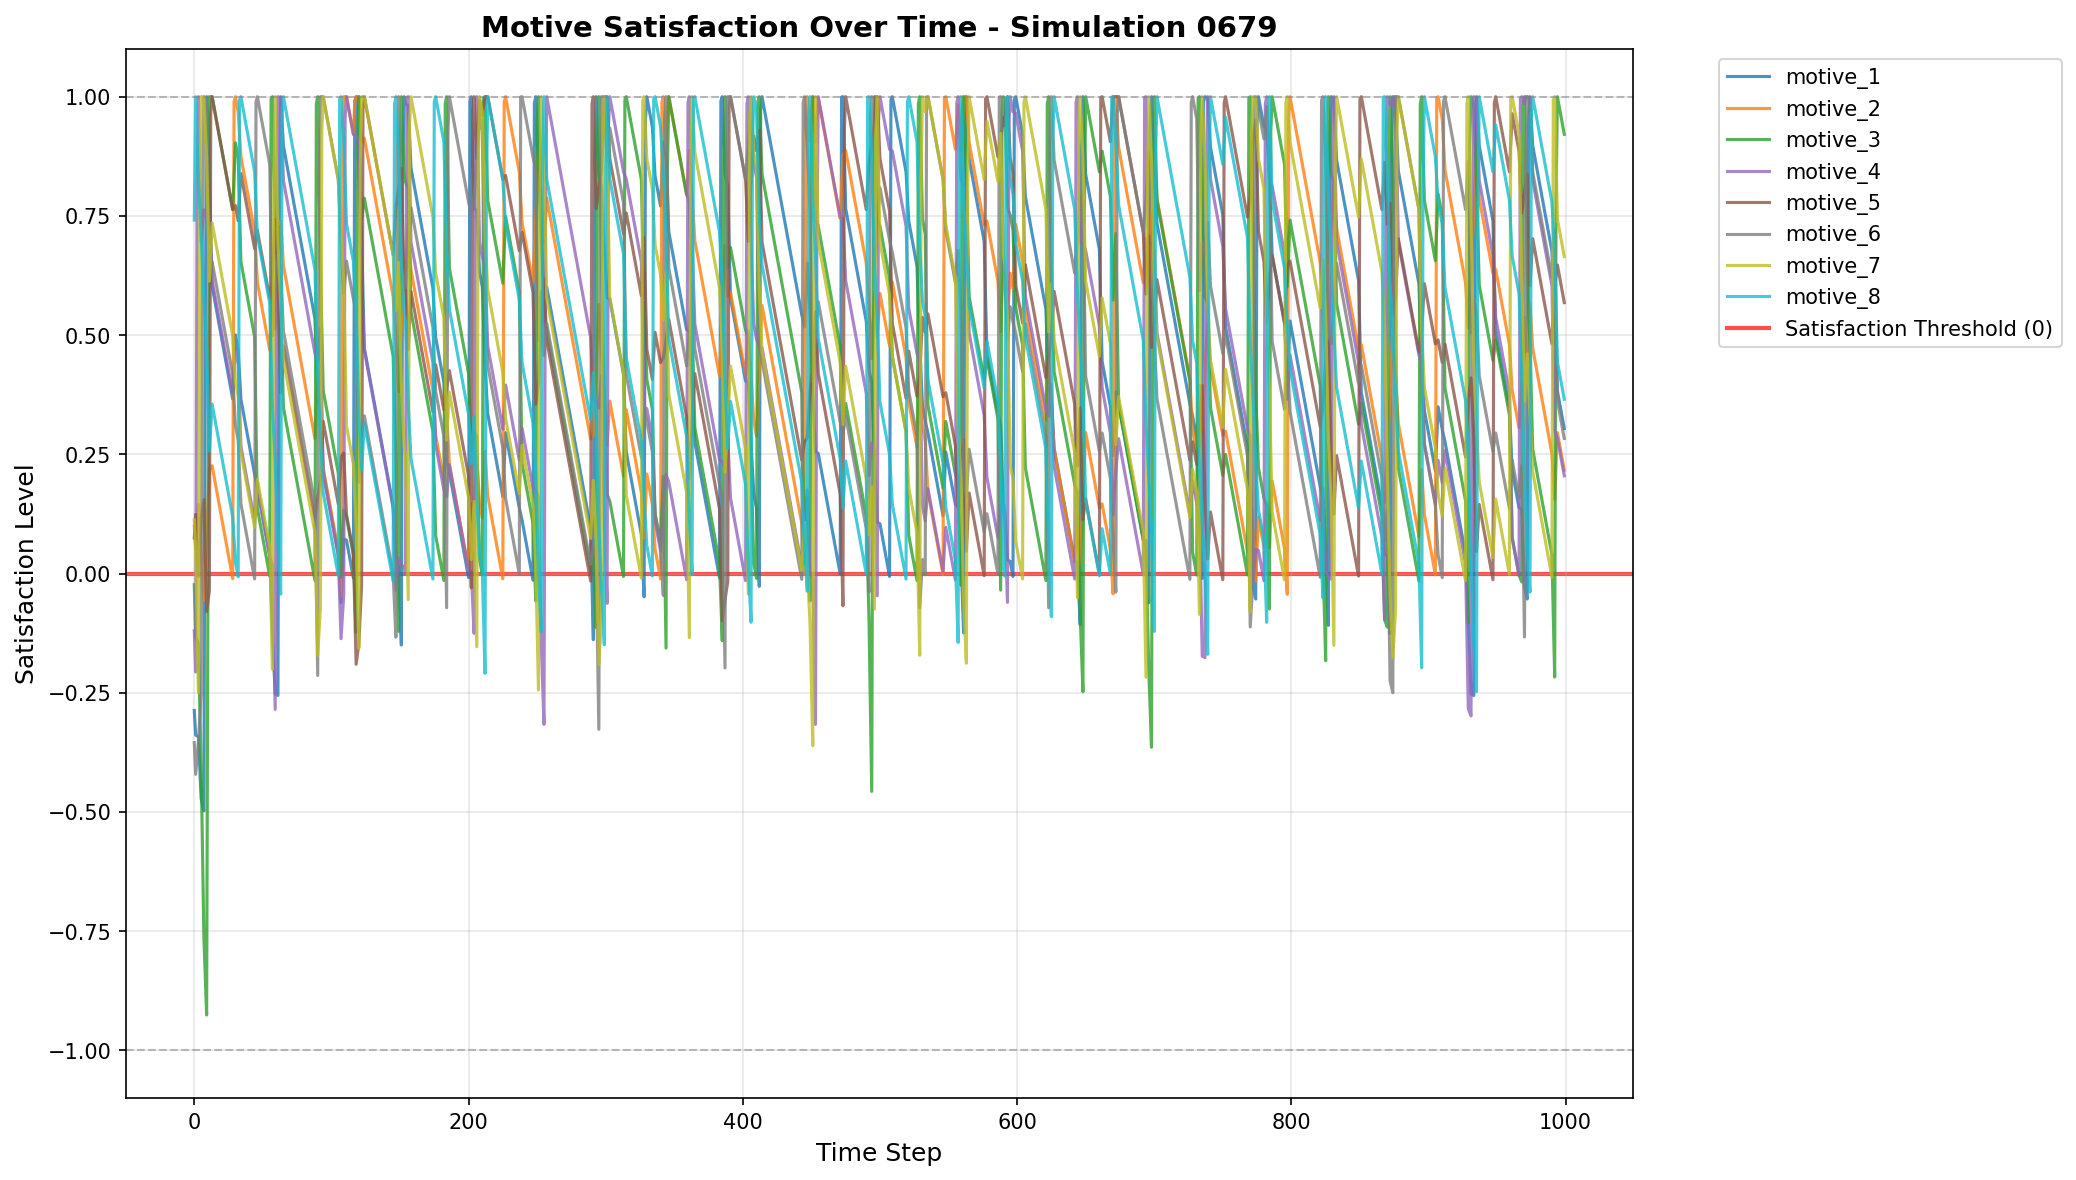 Motive Satisfaction Over Time - Simulation 0679
1.00
0.75
0.50
0.25
0.00
−0.25
−0.50
−0.75
−1.00
Satisfaction Level
0
200
400
600
800
1000
Time Step
motive_1
motive_2
motive_3
motive_4
motive_5
motive_6
motive_7
motive_8
Satisfaction Threshold (0)